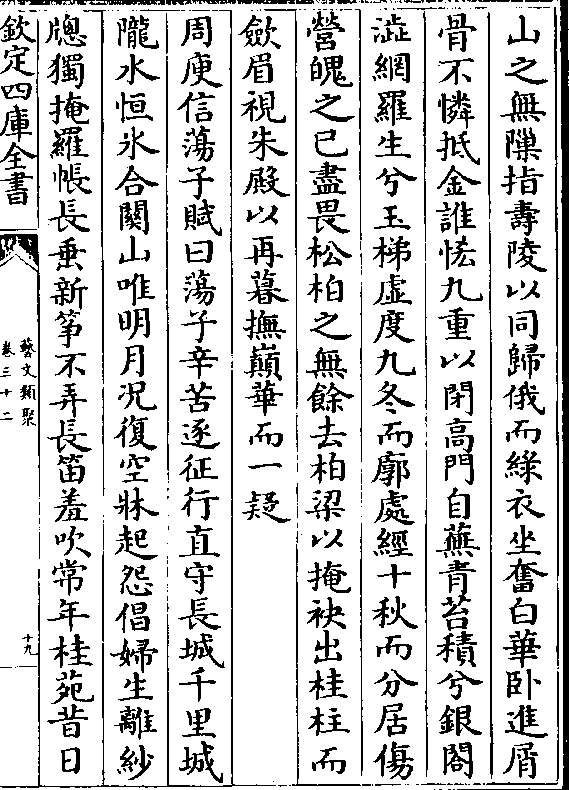 山之無隟指壽陵以同歸俄而綠衣坐奮白華卧進屑
骨不憐抵金誰恡九重以閉高門自蕪青苔積兮銀閣
澁網羅生兮玉梯虛度九冬而廓處經十秋而分居傷
營魄之已盡畏松柏之無餘去柏梁以掩袂出桂柱而
歛眉視朱殿以再暮撫巔華而一疑
周庾信蕩子賦曰蕩子辛苦逐征行直守長城千里城
隴水恒氷合關山唯明月况復空牀起怨倡婦生離紗
牕獨掩羅帳長垂新筝不弄長笛羞吹常年桂苑昔日
欽定四庫全書
藝文類聚
卷三十二
十九